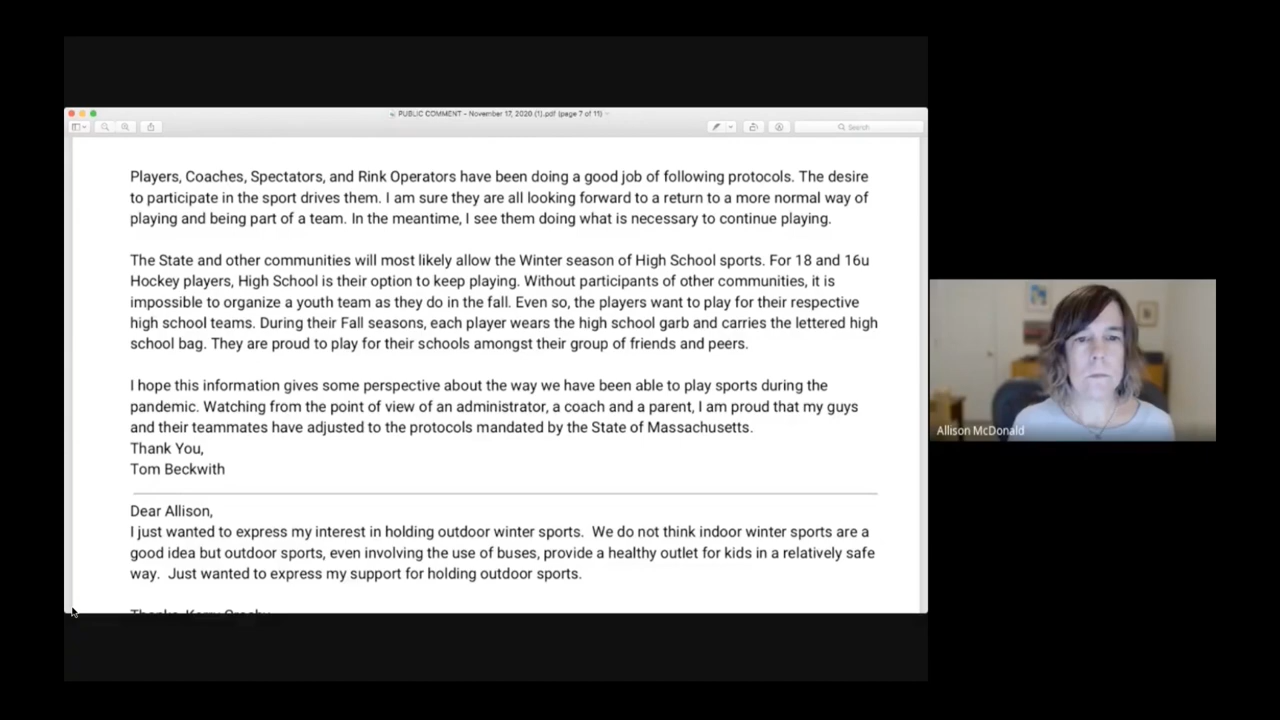 PUBLIC COMMENT - November 17, 2020 (1).pdf (page 7 of 11)
Search
Players, Coaches, Spectators, and Rink Operators have been doing a good job of following protocols. The desire
to participate in the sport drives them. I am sure they are all looking forward to a return to a more normal way of
playing and being part of a team. In the meantime, I see them doing what is necessary to continue playing.
The State and other communities will most likely allow the Winter season of High School sports. For 18 and 16u
Hockey players, High School is their option to keep playing. Without participants of other communities, it is
impossible to organize a youth team as they do in the fall. Even so, the players want to play for their respective
high school teams. During their Fall seasons, each player wears the high school garb and carries the lettered high
school bag. They are proud to play for their schools amongst their group of friends and peers.
I hope this information gives some perspective about the way we have been able to play sports during the
pandemic. Watching from the point of view of an administrator, a coach and a parent, I am proud that my guys
and their teammates have adjusted to the protocols mandated by the State of Massachusetts.
Thank You,
Tom Beckwith
Dear Allison,
I just wanted to express my interest in holding outdoor winter sports. We do not think indoor winter sports are a
good idea but outdoor sports, even involving the use of buses, provide a healthy outlet for kids in a relatively safe
way. Just wanted to express my support for holding outdoor sports.
Allison McDonald